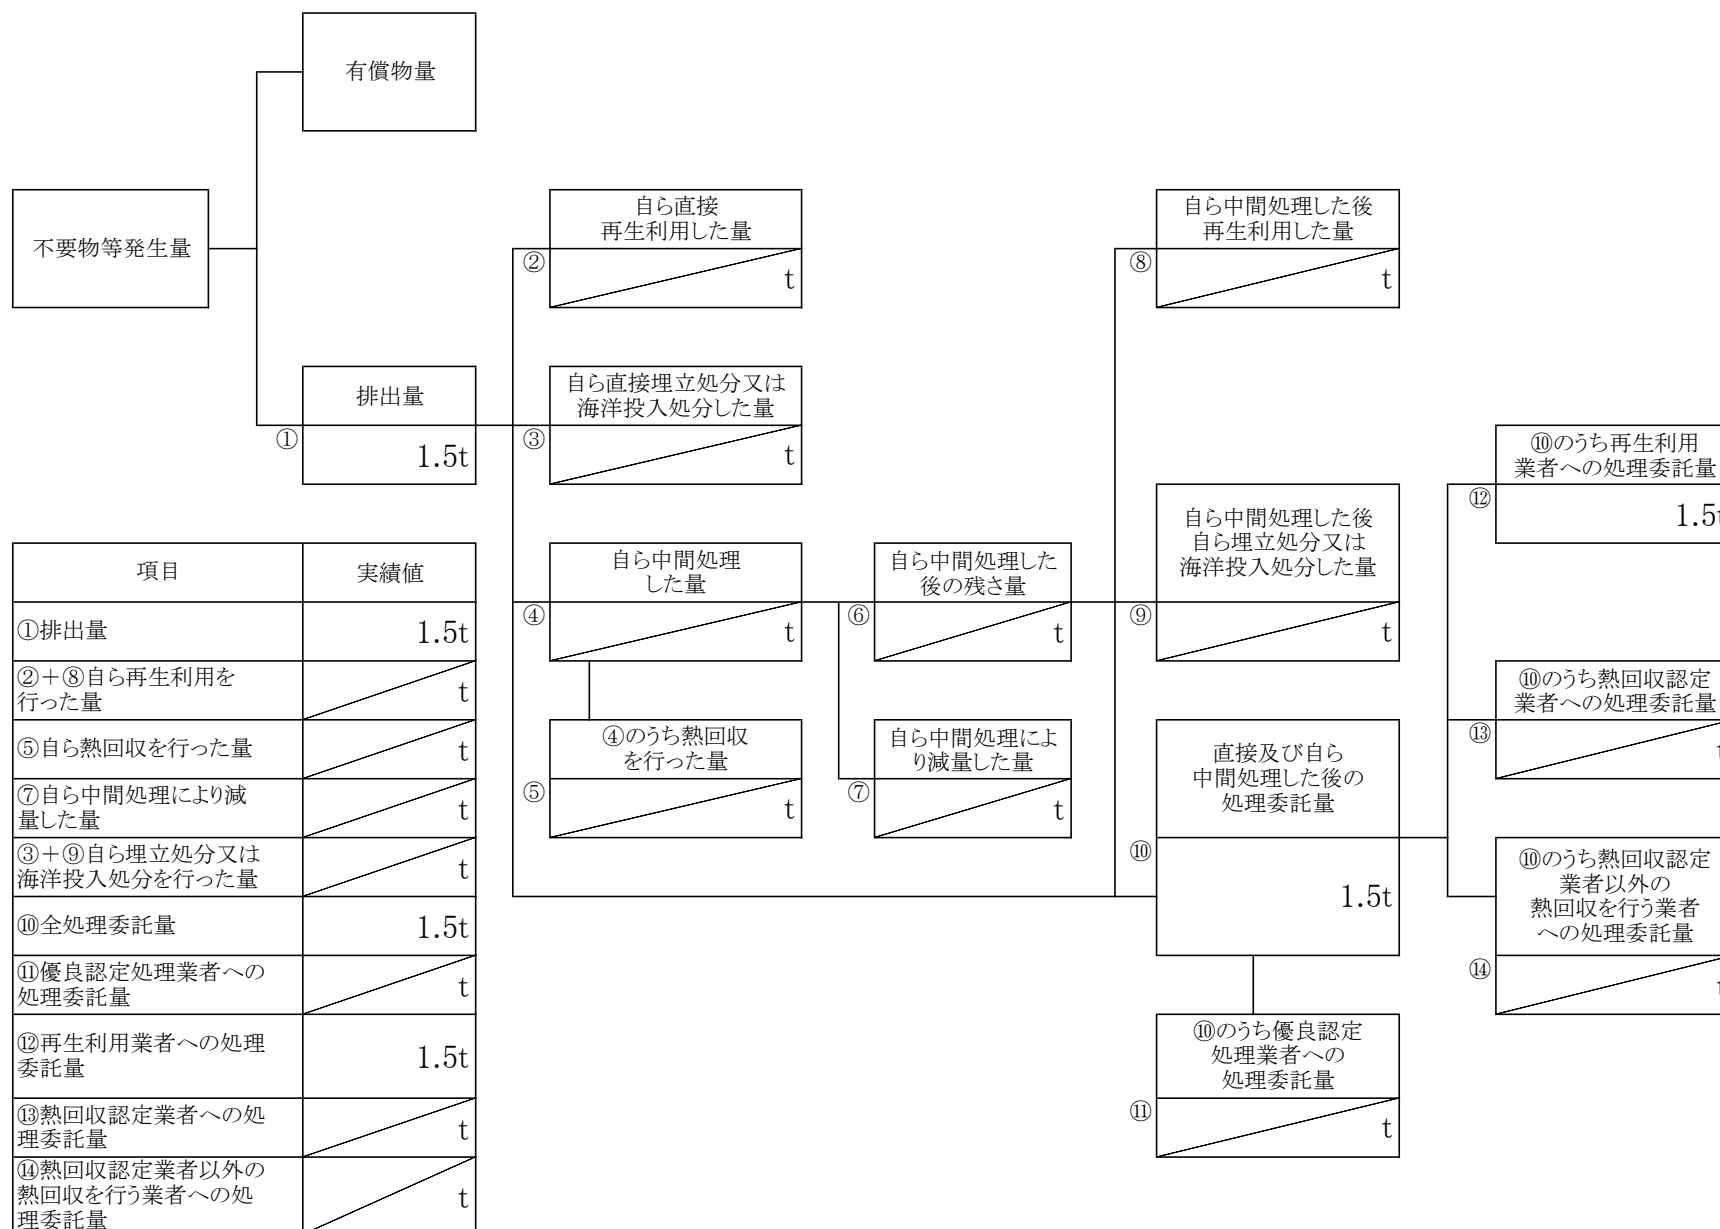 有償物量
不要物等発生量
排出量
①
1.5t
自ら直接
再生利用した量
②
t
自ら直接埋立処分又は
海洋投入処分した量
③
t
自ら中間処理
した量
④
t
④のうち熱回収
を行った量
⑤
t
自ら中間処理した
後の残さ量
⑥
t
自ら中間処理によ
り減量した量
⑦
t
自ら中間処理した後
再生利用した量
⑧
t
自ら中間処理した後
自ら埋立処分又は
海洋投入処分した量
⑨
t
直接及び自ら
中間処理した後の
処理委託量
⑩
1.5t
⑩のうち優良認定
処理業者への
処理委託量
⑪
t
⑩のうち再生利用
業者への処理委託量
⑫
1.5t
⑩のうち熱回収認定
業者への処理委託量
⑬
t
⑩のうち熱回収認定
業者以外の
熱回収を行う業者
への処理委託量
⑭
t
項目 実績値
①排出量 1.5t
②+⑧自ら再生利用を
行った量
t
⑤自ら熱回収を行った量 t
⑦自ら中間処理により減
量した量
t
③+⑨自ら埋立処分又は
海洋投入処分を行った量
t
⑩全処理委託量 1.5t
⑪優良認定処理業者への
処理委託量
t
⑫再生利用業者への処理
委託量
1.5t
⑬熱回収認定業者への処
理委託量
t
⑭熱回収認定業者以外の
熱回収を行う業者への処
理委託量
t